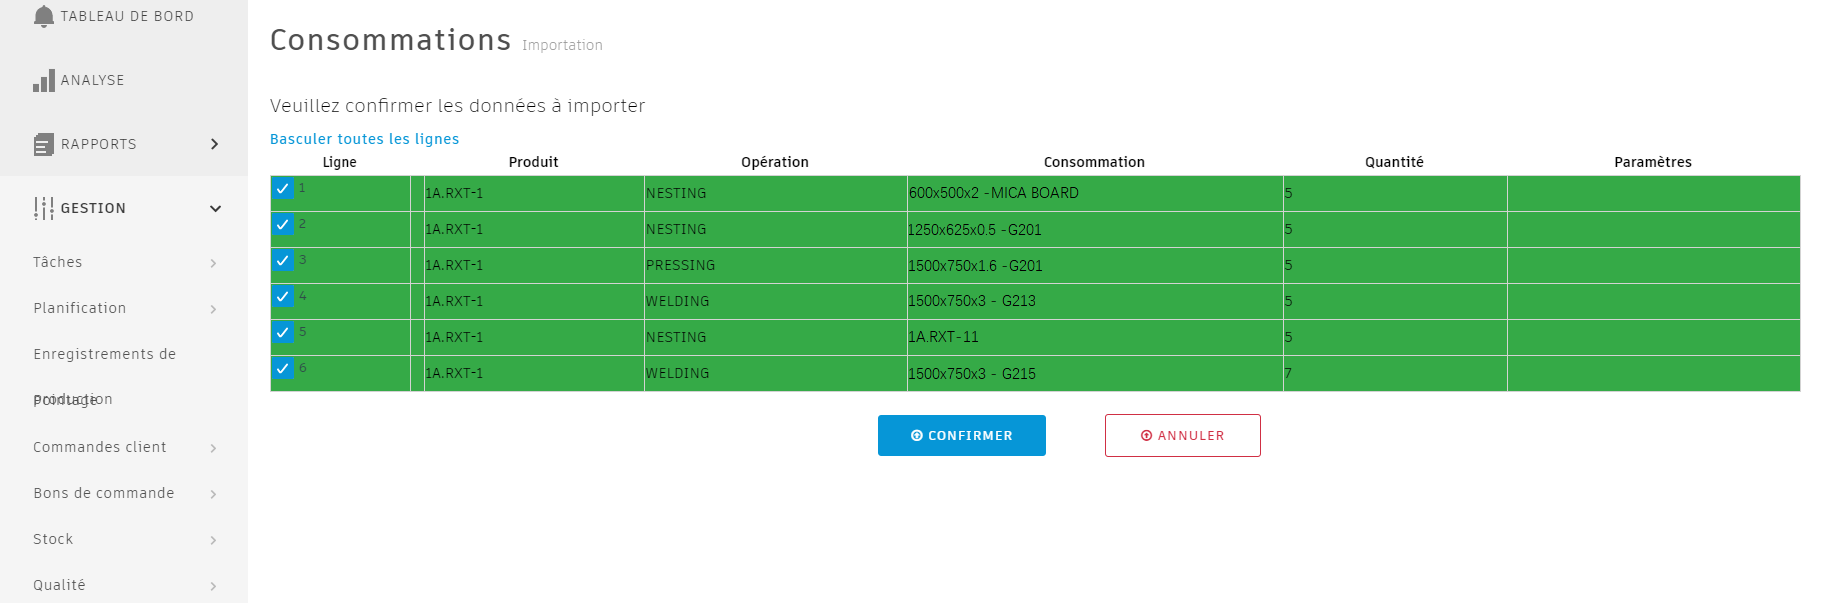 TABLEAU DE BORD
ANALYSE
RAPPORTS
GESTION
Tâches
Planification
Enregistrements de
production
Pointage
Commandes client
Bons de commande
Stock
Qualité
Consommations Importation
Veuillez confirmer les données à importer
Basculer toutes les lignes
Ligne Produit Opération Consommation Quantité Paramètres
1 1A.RXT-1 NESTING 600x500x2 -MICA BOARD 5
2 1A.RXT-1 NESTING 1250x625x0.5 -G201 5
3 1A.RXT-1 PRESSING 1500x750x1.6 -G201 5
4 1A.RXT-1 WELDING 1500x750x3 - G213 5
5 1A.RXT-1 NESTING 1A.RXT-11 5
6 1A.RXT-1 WELDING 1500x750x3 - G215 7
CONFIRMER ANNULER